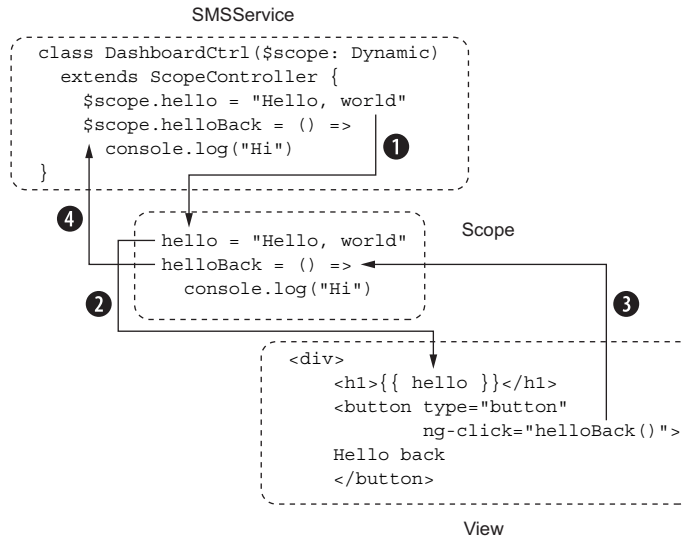 SMSService
class DashboardCtrl($scope: Dynamic)
extends ScopeController {
$scope.hello = "Hello, world"
$scope.helloBack = () =>
console.log("Hi")
}
1
4
hello = "Hello, world"
Scope
helloBack = () =>
console.log("Hi")
2
3
<div>
<h1>{{ hello }}</h1>
<button type="button"
ng-click="helloBack()">
Hello back
</button>
View